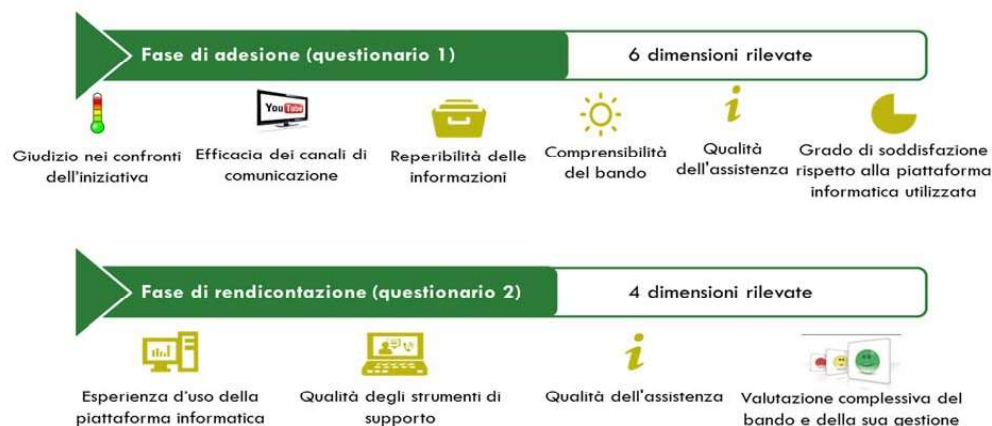 Fase di adesione (questionario 1)
6 dimensioni rilevate
You Tube
Giudizio nei confronti
dell'iniziativa
Efficacia dei canali di
comunicazione
Reperibilità delle
informazioni
Comprensibilità
del bando
Qualità
dell'assistenza
Grado di soddisfazione
rispetto alla piattaforma
informatica utilizzata
Fase di rendicontazione (questionario 2)
4 dimensioni rilevate
Esperienza d'uso della
piattaforma informatica
Qualità degli strumenti di
supporto
Qualità dell'assistenza
Valutazione complessiva del
bando e della sua gestione